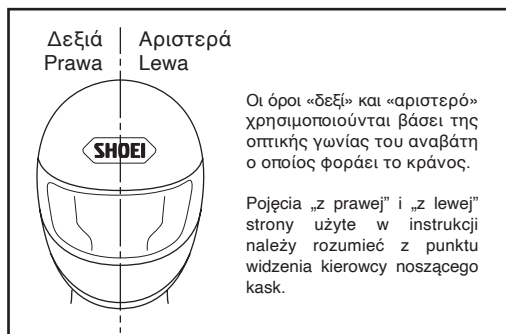 Δεξιά Αριστερά
Prawa Lewa
SHOEI
Οι όροι «δεξί» και «αριστερό»
χρησιμοποιούνται βάσει της
οπτικής γωνίας του αναβάτη
ο οποίος φοράει το κράνος.
Pojęcia „z prawej” i „z lewej”
strony użyte w instrukcji
należy rozumieć z punktu
widzenia kierowcy noszącego
kask.